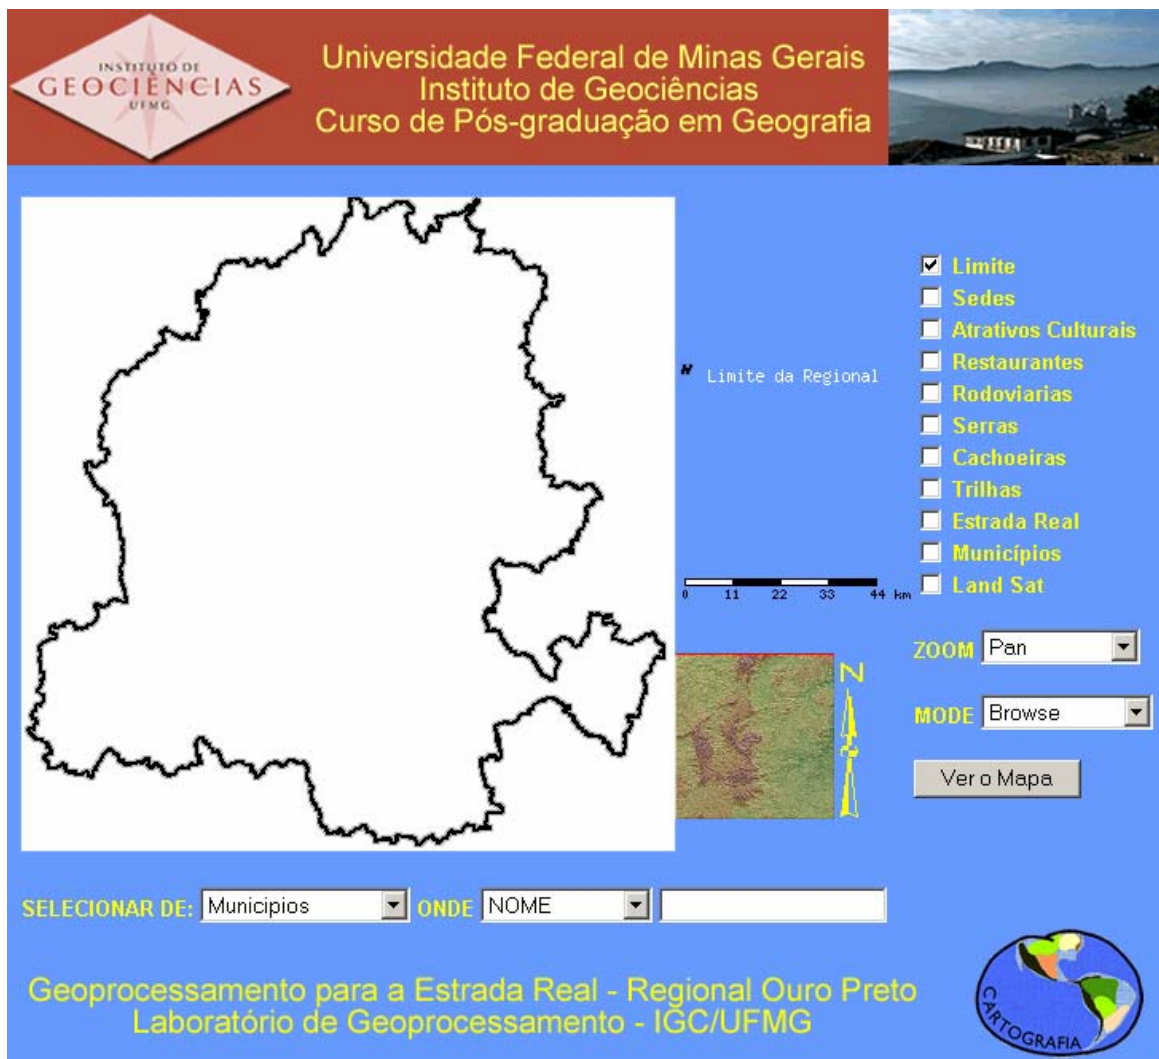 INSTITUTO DE
GEOCIÊNCIAS
UFMG
Universidade Federal de Minas Gerais
Instituto de Geociências
Curso de Pós-graduação em Geografia
Limite da Regional
0 11 22 33 44 km
Limite
Sedes
Atrativos Culturais
Restaurantes
Rodoviarias
Serras
Cachoeiras
Trilhas
Estrada Real
Municípios
Land Sat
ZOOM Pan
MODE Browse
Ver o Mapa
N
SELECIONAR DE: Municipios ONDE NOME
Geoprocessamento para a Estrada Real - Regional Ouro Preto
Laboratório de Geoprocessamento - IGC/UFMG
CARTOGRAFIA